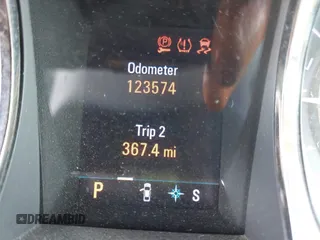 Odometer
123574
Trip 2
367.4 mi
P
S
DREAMBID